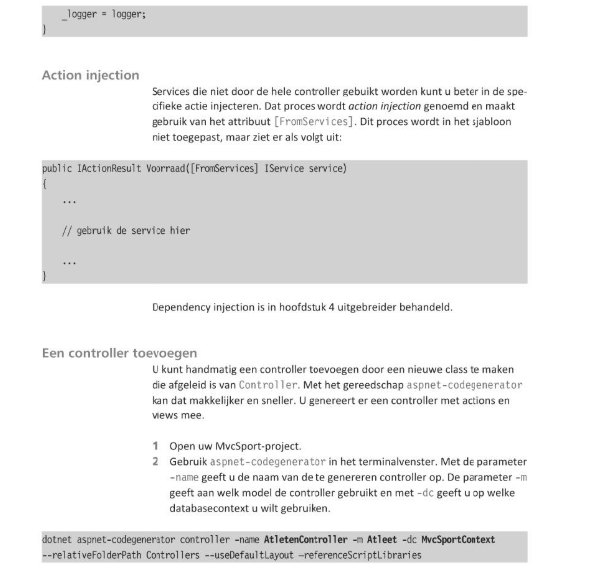 _logger = logger;
}
Action injection
Services die niet door de hele controller gebuikt worden kunt u beter in de spe-
cifieke actie injecteren. Dat proces wordt action injection genoemd en maakt
gebruik van het attribuut [FromServices]. Dit proces wordt in het sjabloon
niet toegepast, maar ziet er als volgt uit:
public IActionResult Voorraad([FromServices] IService service)
{
...
// gebruik de service hier
...
}
Dependency injection is in hoofdstuk 4 uitgebreider behandeld.
Een controller toevoegen
U kunt handmatig een controller toevoegen door een nieuwe class te maken
die afgeleid is van Controller. Met het gereedschap aspnet-codegenerator
kan dat makkelijker en sneller. U genereert er een controller met actions en
views mee.
1 Open uw MvcSport-project.
2 Gebruik aspnet-codegenerator in het terminalvenster. Met de parameter
-name geeft u de naam van de te genereren controller op. De parameter -m
geeft aan welk model de controller gebruikt en met -dc geeft u op welke
databasecontext u wilt gebruiken.
dotnet aspnet-codegenerator controller -name AtletenController -m Atleet -dc MvcSportContext
--relativeFolderPath Controllers --useDefaultLayout –referenceScriptLibraries